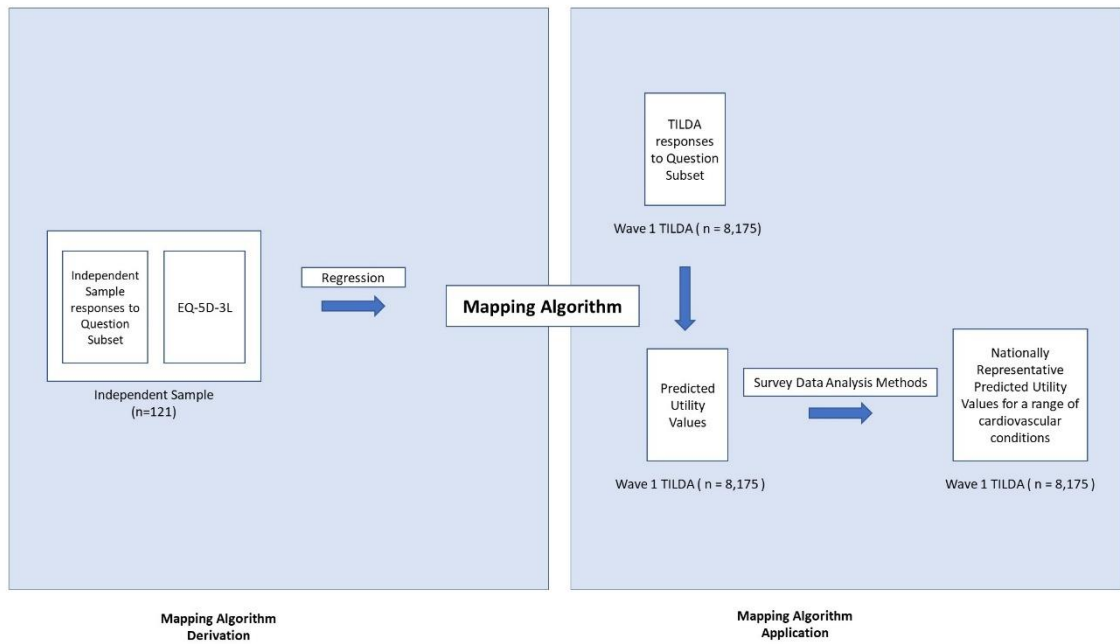 Independent
Sample
responses to
Question
Subset
EQ-5D-3L
Independent Sample
(n=121)
Regression
Mapping Algorithm
TILDA
responses
to Question
Subset
Wave 1 TILDA ( n = 8,175)
Predicted
Utility
Values
Wave 1 TILDA ( n = 8,175 )
Survey Data Analysis Methods
Nationally
Representative
Predicted Utility
Values for a range of
cardiovascular
conditions
Wave 1 TILDA ( n = 8,175 )
Mapping Algorithm
Derivation
Mapping Algorithm
Application